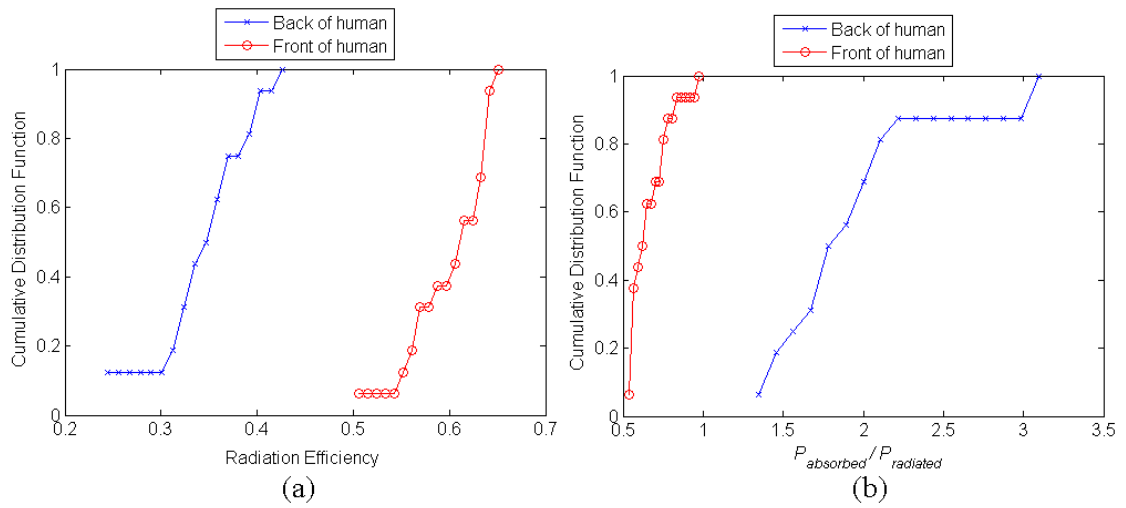 Back of human
Front of human
1
0.8
0.6
0.4
0.2
0
Cumulative Distribution Function
0.2
0.3
0.4
0.5
0.6
0.7
Radiation Efficiency
(a)
Back of human
Front of human
1
0.8
0.6
0.4
0.2
0
Cumulative Distribution Function
0.5
1
1.5
2
2.5
3
3.5
P_absorbed / P_radiated
(b)